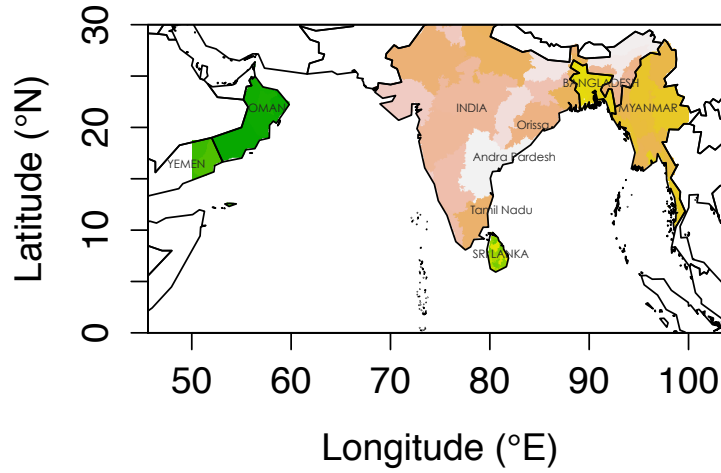 Latitude (°N)
30
20
10
0
OMAN
YEMEN
INDIA
BANGLADESH
MYANMAR
Orissa
Andra Pardesh
Tamil Nadu
SRI LANKA
50 60 70 80 90 100
Longitude (°E)